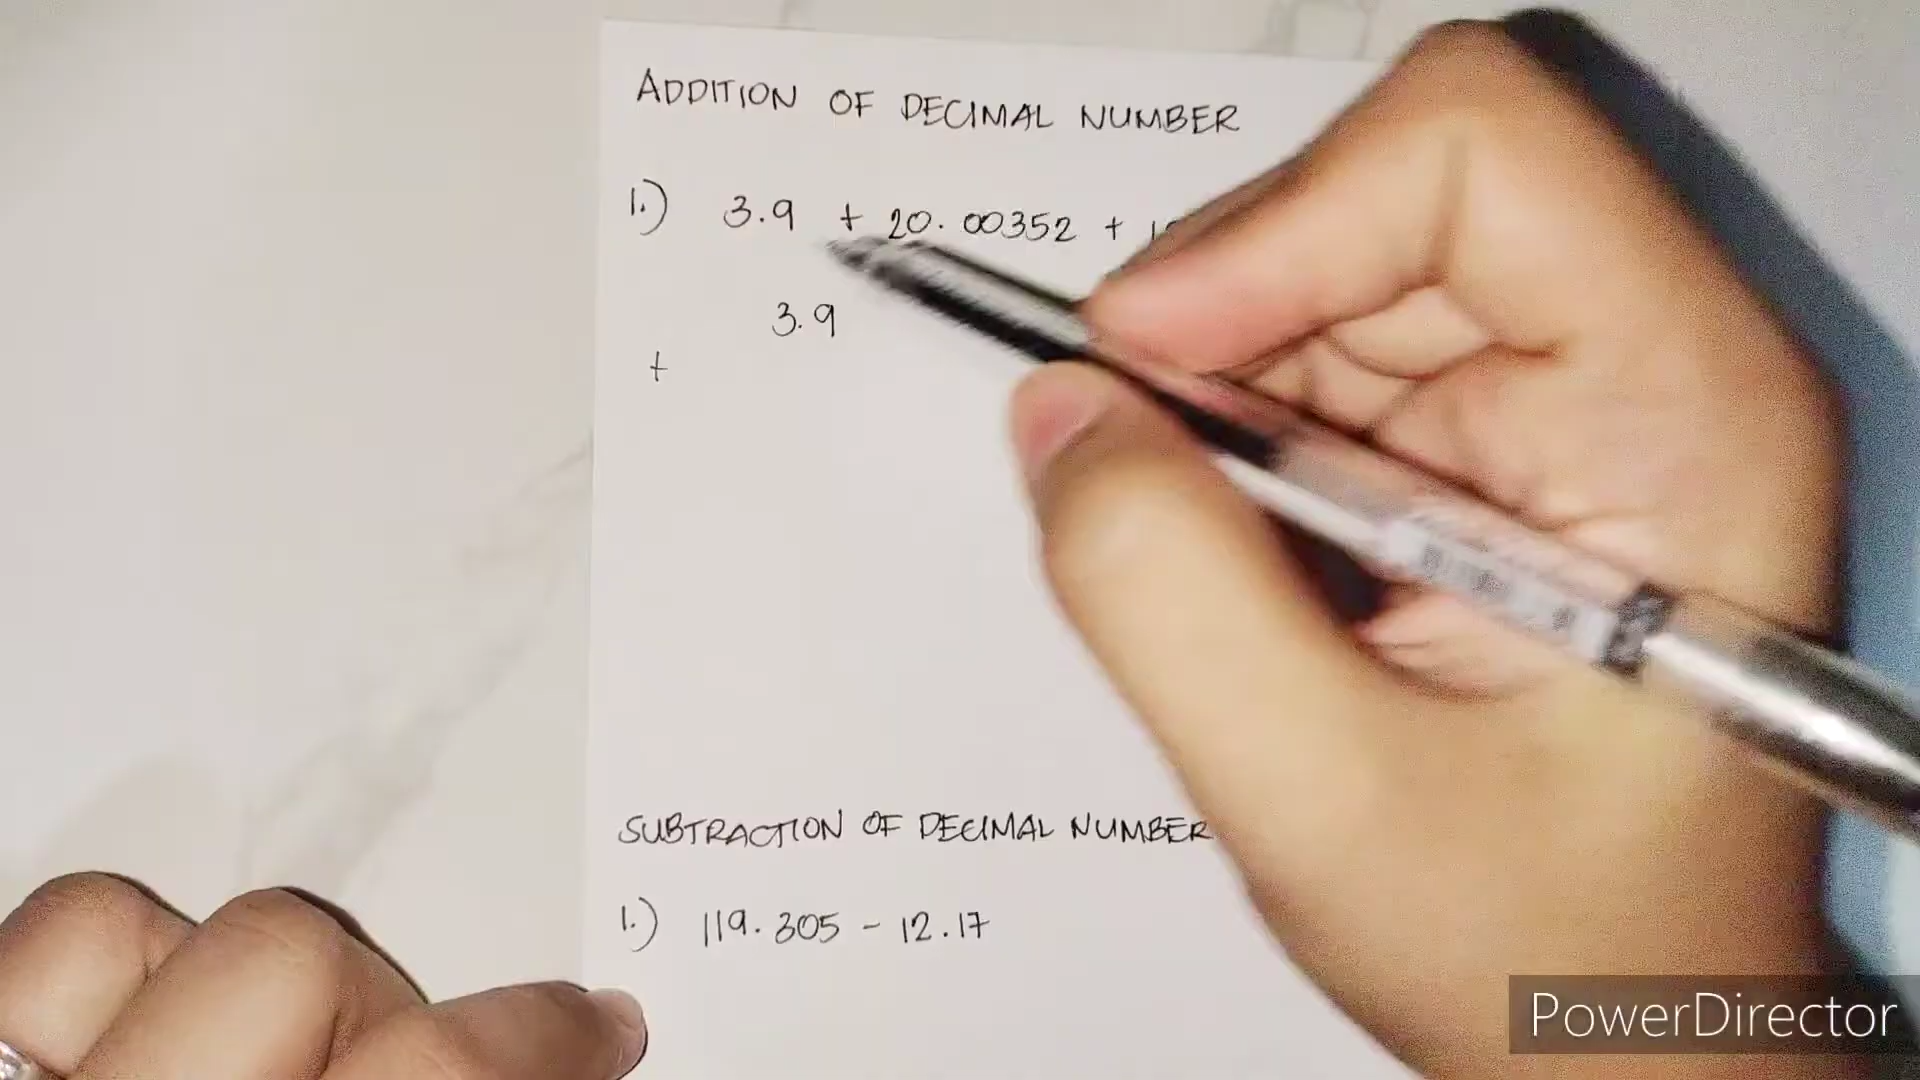 ADDITION OF DECIMAL NUMBER
1.) 3.9 + 20.00352 +
3.9
+
SUBTRACTION OF DECIMAL NUMBER
1.) 119.305 - 12.17
PowerDirector